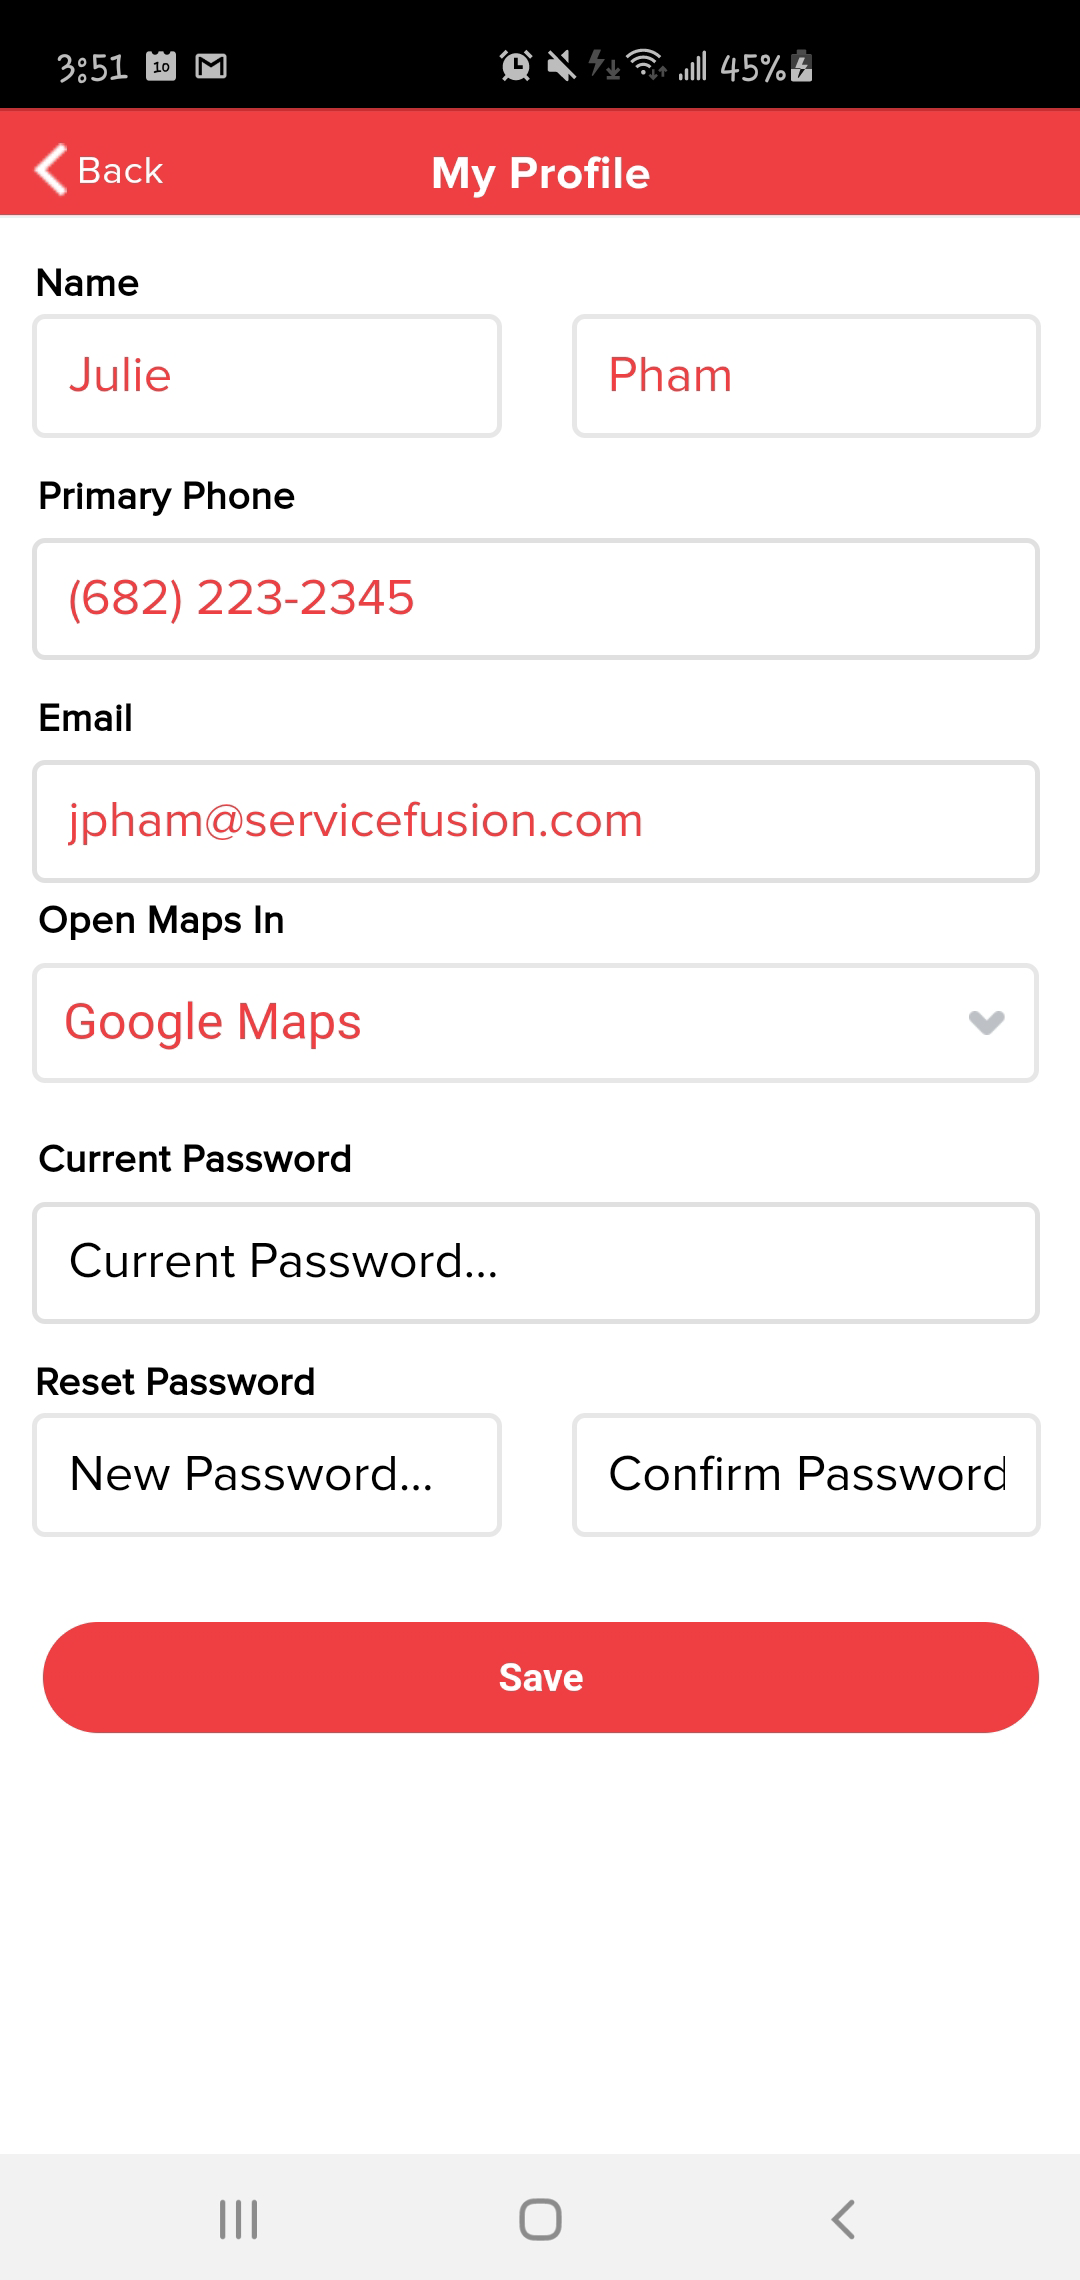 3:51 10 45%
Back My Profile
Name
Julie Pham
Primary Phone
(682) 223-2345
Email
jpham@servicefusion.com
Open Maps In
Google Maps
Current Password
Current Password...
Reset Password
New Password... Confirm Password
Save